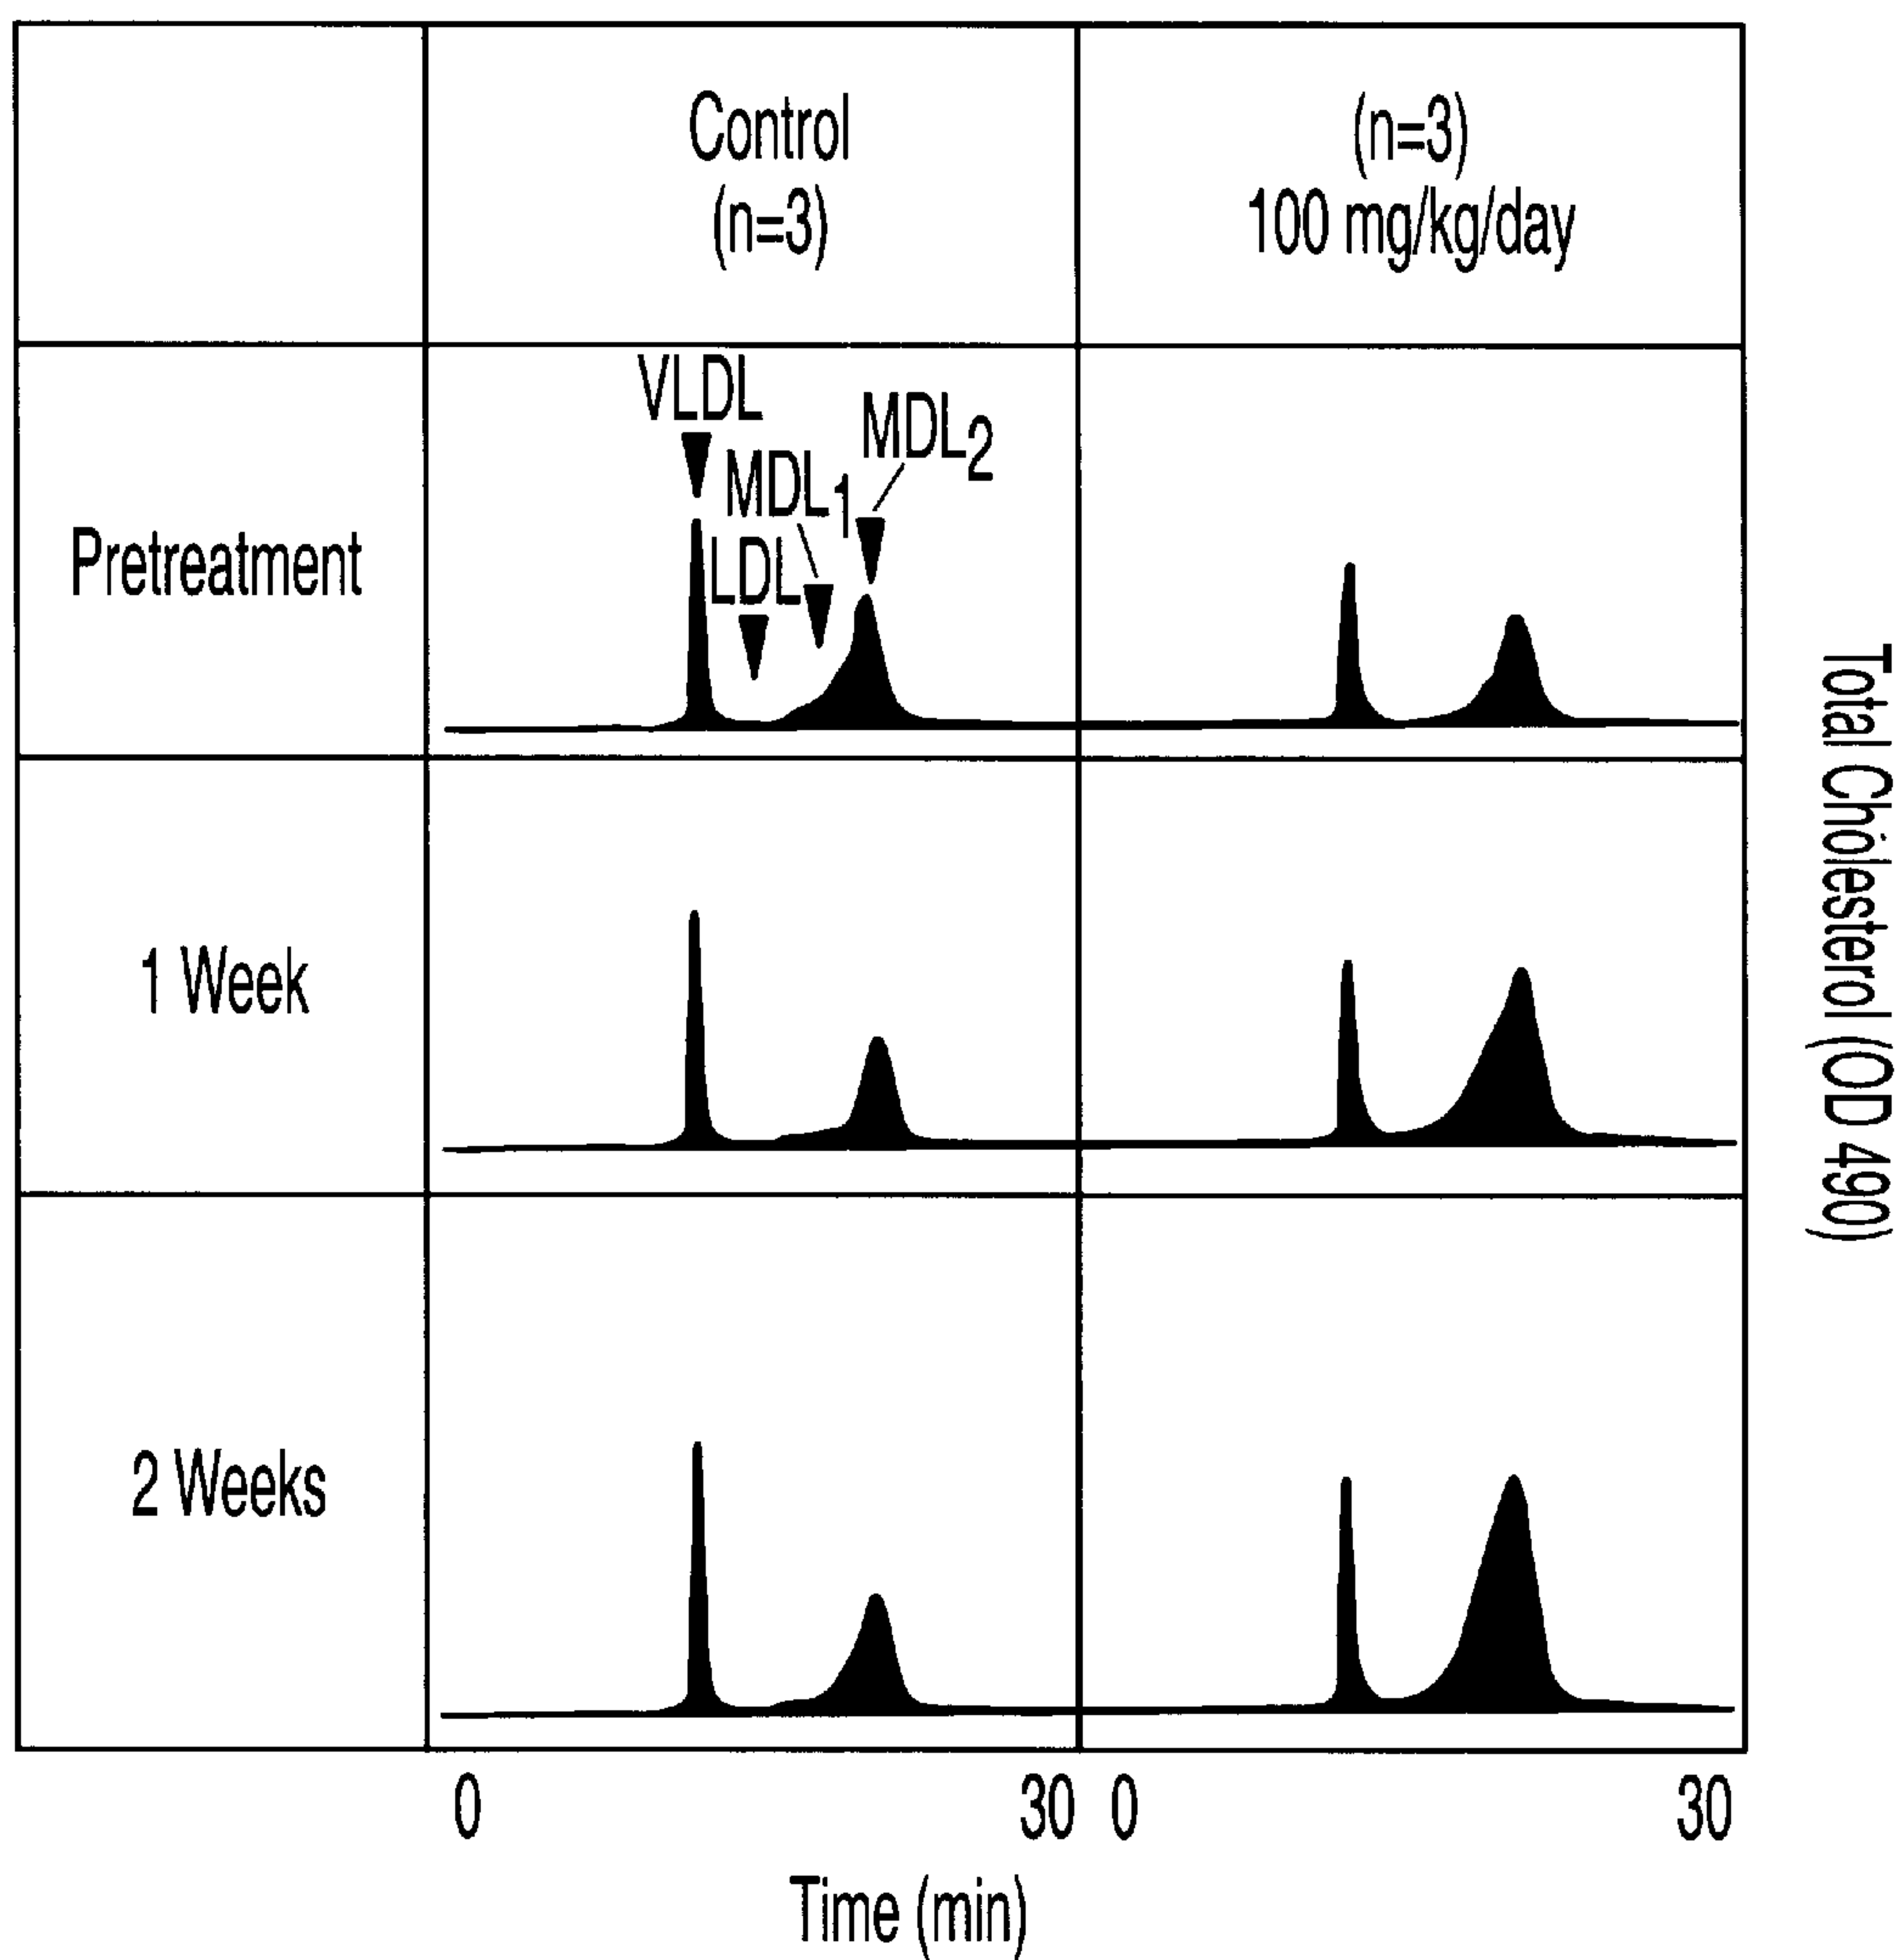 Control
(n=3)
(n=3)
100 mg/kg/day
Pretreatment
VLDL
MDL1
MDL2
LDL
1 Week
2 Weeks
Total Cholesterol (OD 490)
0 30 0 30
Time (min)